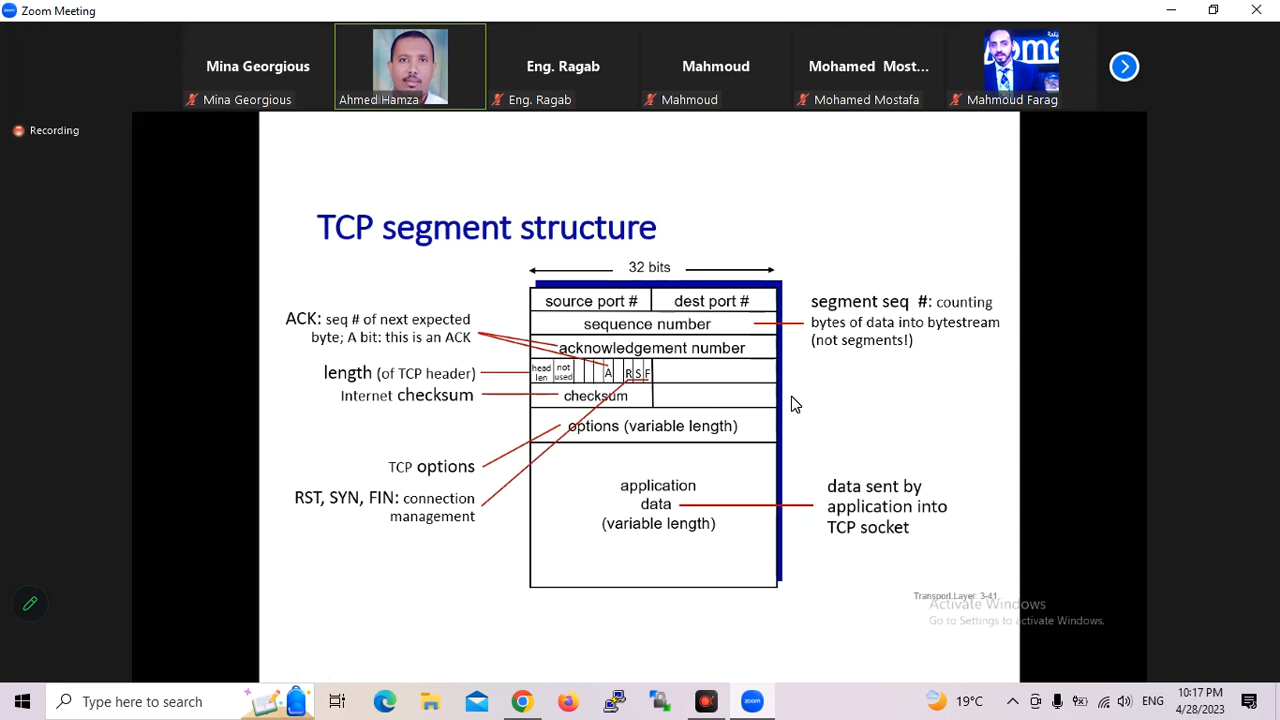 Zoom Meeting
Mina Georgious
Eng. Ragab
Mahmoud
Mohamed Most...
Mina Georgious
Ahmed Hamza
Eng. Ragab
Mahmoud
Mohamed Mostafa
Mahmoud Farag
Recording
TCP segment structure
32 bits
source port #
dest port #
sequence number
acknowledgement number
head
len
not
used
A
R
S
F
checksum
options (variable length)
application
data
(variable length)
ACK: seq # of next expected
byte; A bit: this is an ACK
length (of TCP header)
Internet checksum
TCP options
RST, SYN, FIN: connection
management
segment seq #: counting
bytes of data into bytestream
(not segments!)
data sent by
application into
TCP socket
Transport Layer: 3-41
Activate Windows
Go to Settings to activate Windows.
Type here to search
zoom
19°C
ENG
10:17 PM
4/28/2023